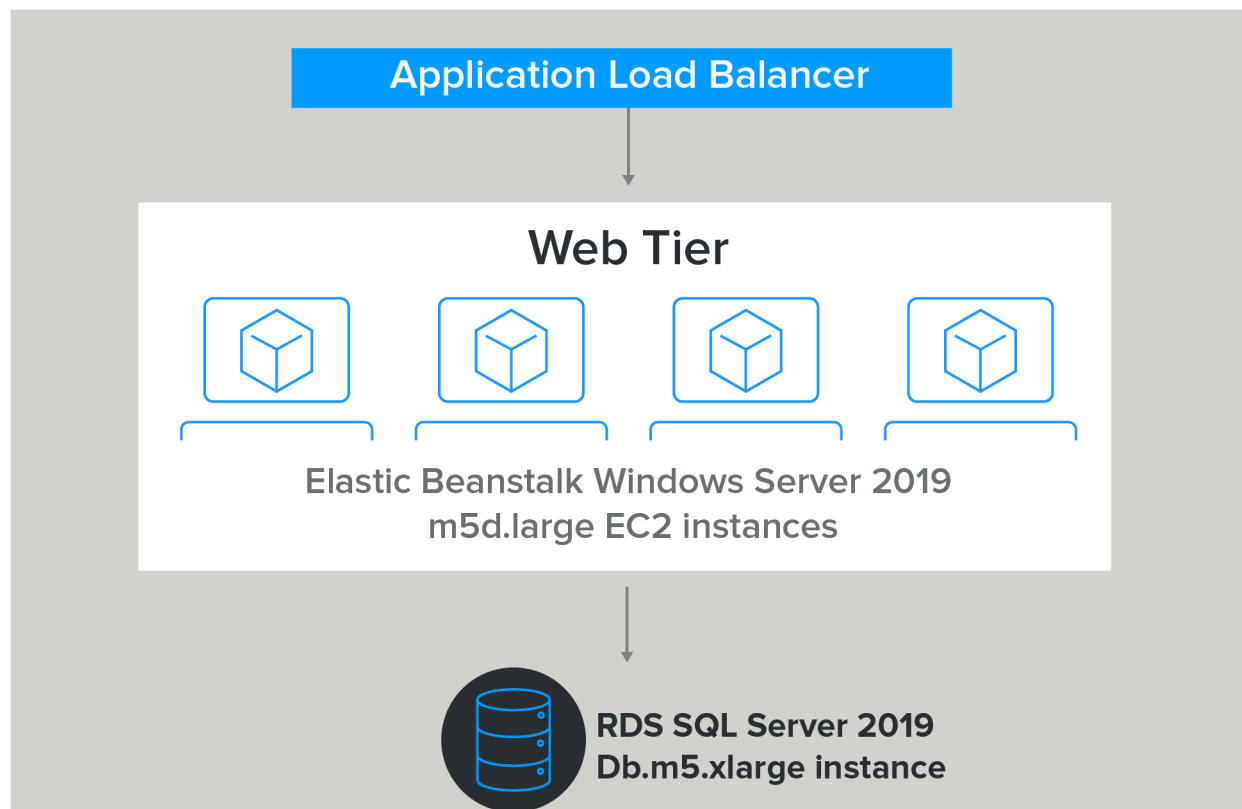 Application Load Balancer
Web Tier
Elastic Beanstalk Windows Server 2019
m5d.large EC2 instances
RDS SQL Server 2019
Db.m5.xlarge instance